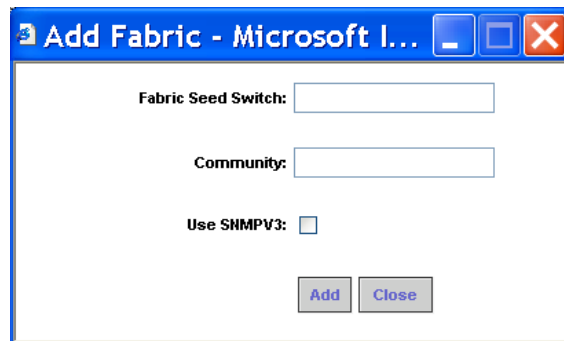 Add Fabric - Microsoft I...
Fabric Seed Switch:
Community:
Use SNMPV3:
Add Close